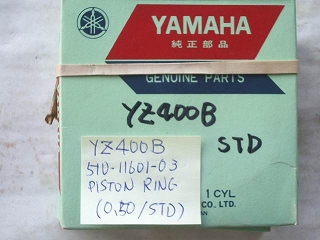 YAMAHA
純正部品
GENUINE PARTS
YZ400B
STD
YZ400B
510-11601-03
PISTON RING
(0.50/STD)
1 CYL
CO., LTD.